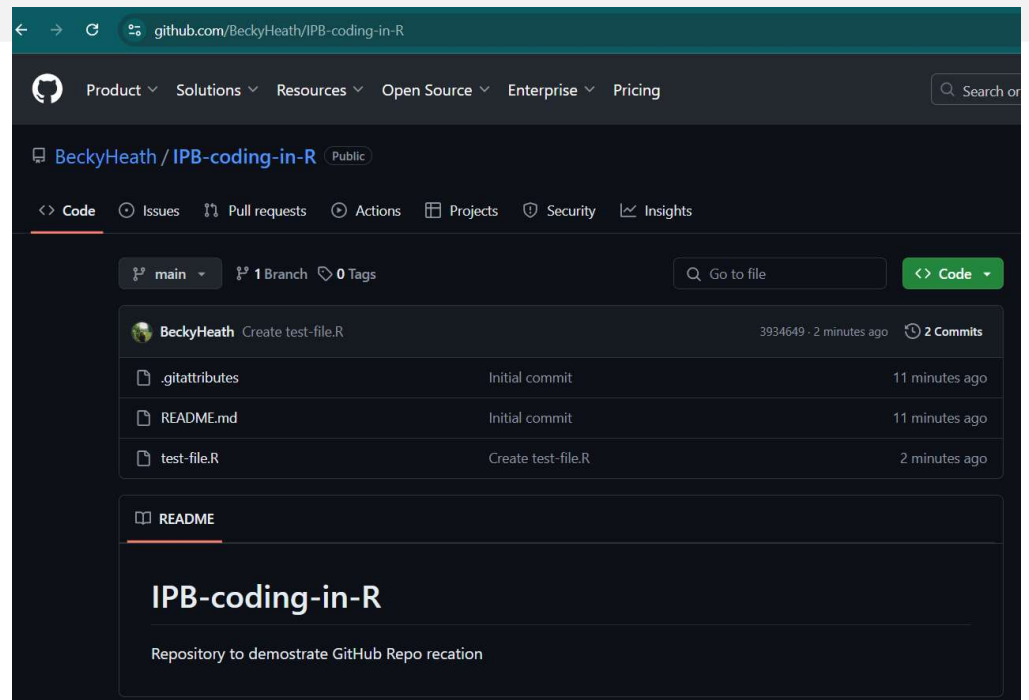 github.com/BeckyHeath/IPB-coding-in-R
Product Solutions Resources Open Source Enterprise Pricing Search or
BeckyHeath / IPB-coding-in-R Public
<> Code Issues Pull requests Actions Projects Security Insights
main 1 Branch 0 Tags Go to file <> Code
BeckyHeath Create test-file.R 3934649 · 2 minutes ago 2 Commits
.gitattributes Initial commit 11 minutes ago
README.md Initial commit 11 minutes ago
test-file.R Create test-file.R 2 minutes ago
README
IPB-coding-in-R
Repository to demostrate GitHub Repo recation